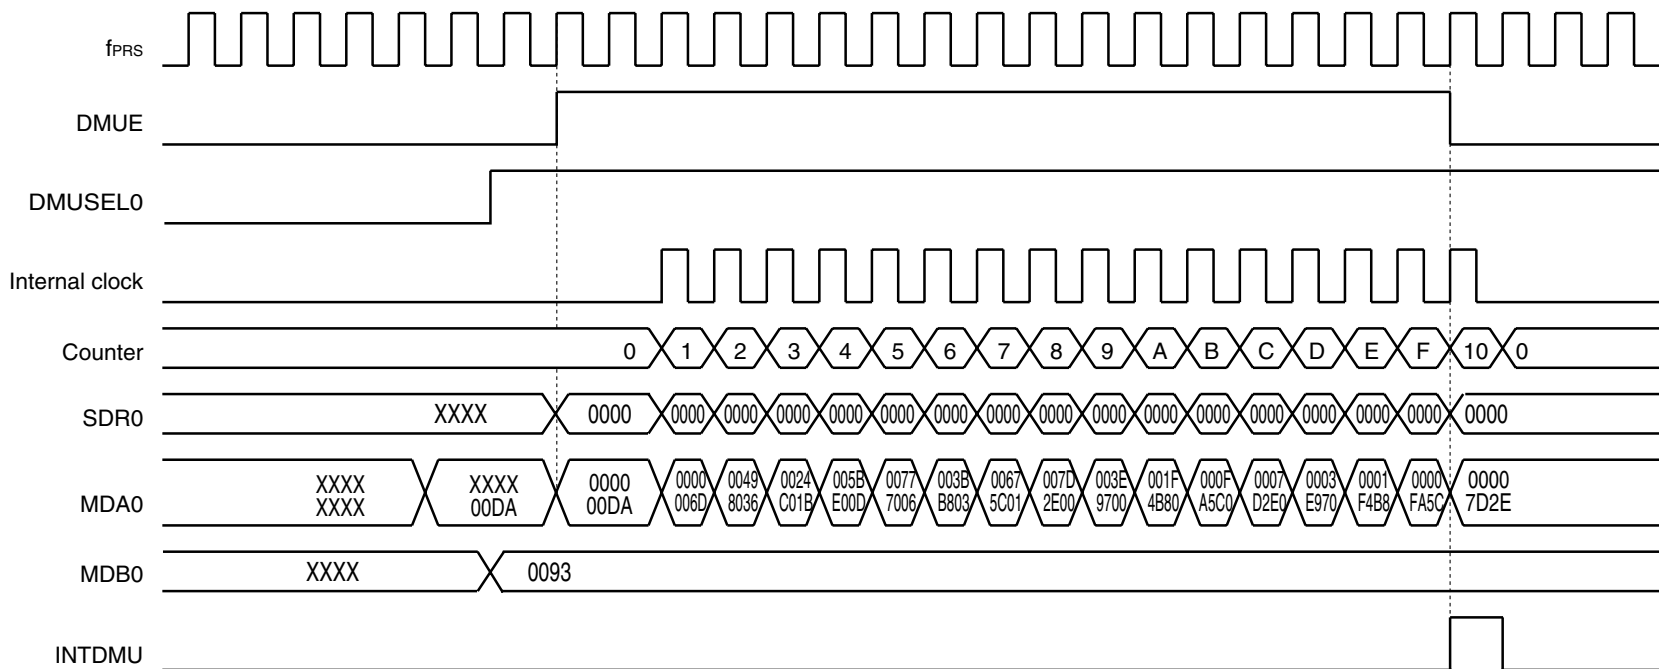 fPRS
DMUE
DMUSEL0
Internal clock
Counter 0 1 2 3 4 5 6 7 8 9 A B C D E F 10 0
SDR0 XXXX 0000 0000 0000 0000 0000 0000 0000 0000 0000 0000 0000 0000 0000 0000 0000 0000 0000
XXXX XXXX 0000 0000 0049 0024 005B 0077 003B 0067 007D 003E 001F 000F 0007 0003 0001 0000 0000
MDA0
XXXX 00DA 00DA 006D 8036 C01B E00D 7006 B803 5C01 2E00 9700 4B80 A5C0 D2E0 E970 F4B8 FA5C 7D2E
MDB0 XXXX 0093
INTDMU